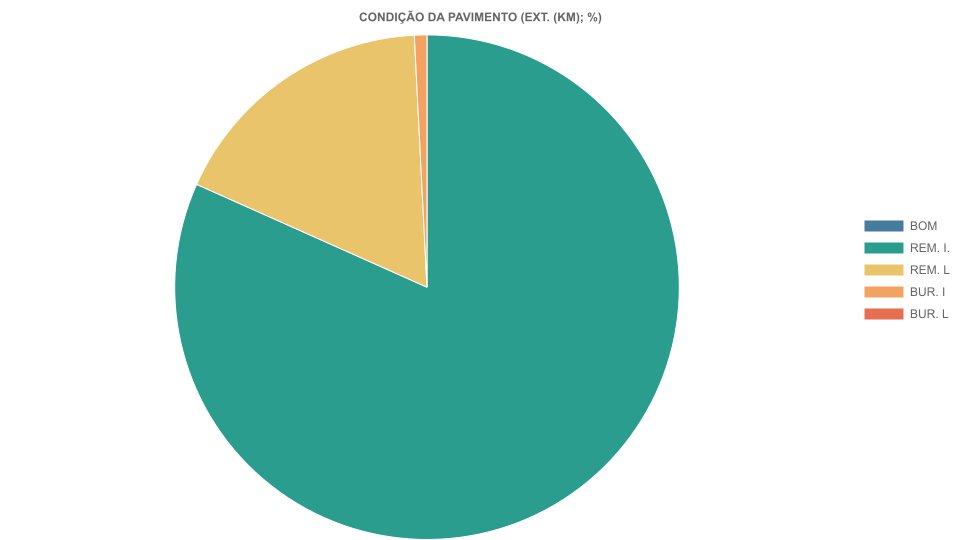 CONDIÇÃO DA PAVIMENTO (EXT. (KM); %)
BOM
REM. I.
REM. L
BUR. I
BUR. L